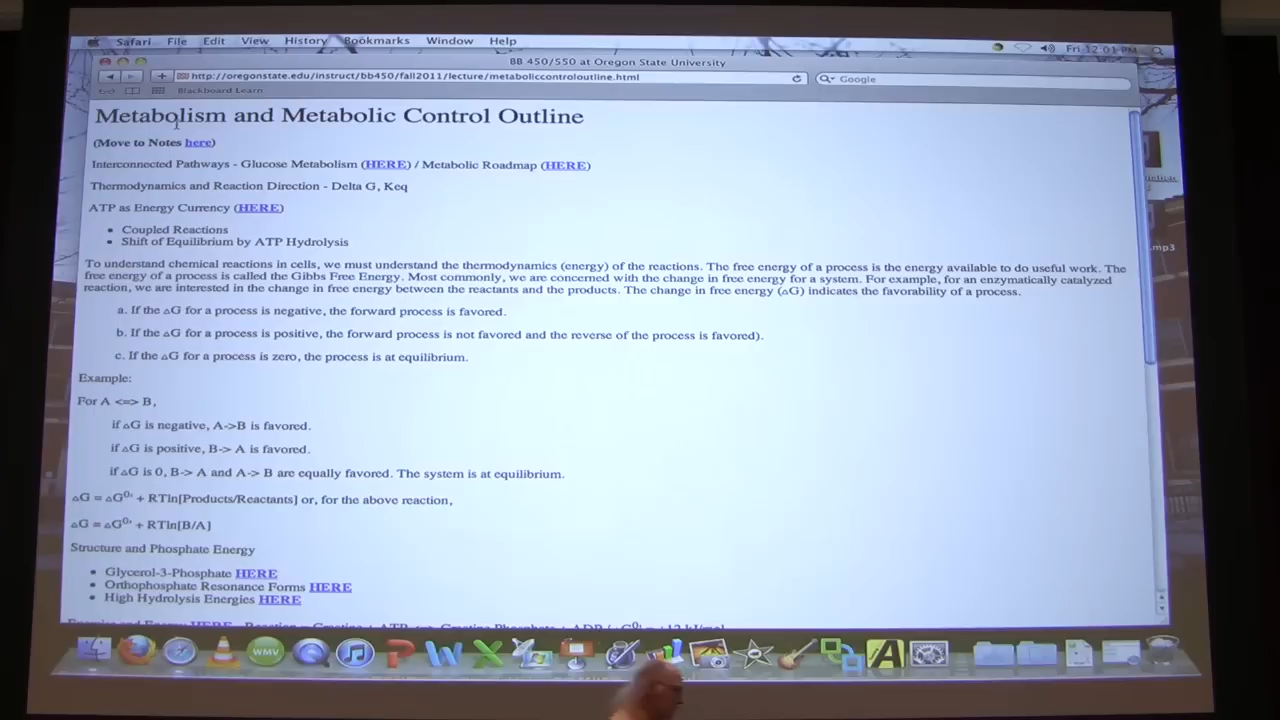 Safari File Edit View History Bookmarks Window Help Fri 12:01 PM
BB 450/550 at Oregon State University
http://oregonstate.edu/instruct/bb450/fall2011/lecture/metaboliccontroloutline.html Google
Blackboard Learn
Metabolism and Metabolic Control Outline
(Move to Notes here)
Interconnected Pathways - Glucose Metabolism (HERE) / Metabolic Roadmap (HERE)
Thermodynamics and Reaction Direction - Delta G, Keq
ATP as Energy Currency (HERE)
• Coupled Reactions
• Shift of Equilibrium by ATP Hydrolysis
To understand chemical reactions in cells, we must understand the thermodynamics (energy) of the reactions. The free energy of a process is the energy available to do useful work. The
free energy of a process is called the Gibbs Free Energy. Most commonly, we are concerned with the change in free energy for a system. For example, for an enzymatically catalyzed
reaction, we are interested in the change in free energy between the reactants and the products. The change in free energy (△G) indicates the favorability of a process.
a. If the △G for a process is negative, the forward process is favored.
b. If the △G for a process is positive, the forward process is not favored and the reverse of the process is favored).
c. If the △G for a process is zero, the process is at equilibrium.
Example:
For A <=> B,
if △G is negative, A->B is favored.
if △G is positive, B-> A is favored.
if △G is 0, B-> A and A-> B are equally favored. The system is at equilibrium.
△G = △G⁰' + RTln[Products/Reactants] or, for the above reaction,
△G = △G⁰' + RTln[B/A]
Structure and Phosphate Energy
• Glycerol-3-Phosphate HERE
• Orthophosphate Resonance Forms HERE
• High Hydrolysis Energies HERE
.mp3
WMV